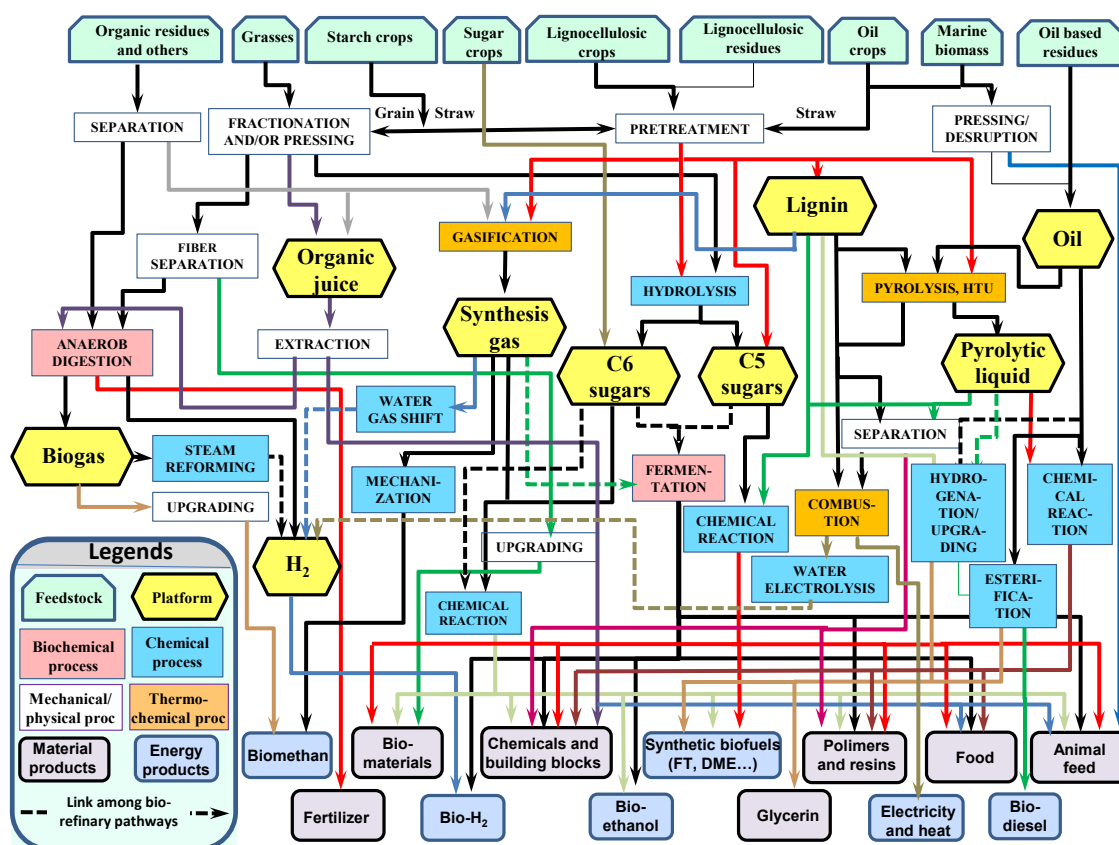 Organic residues
and others
Grasses
Starch crops
Sugar
crops
Lignocellulosic
crops
Lignocellulosic
residues
Oil
crops
Marine
biomass
Oil based
residues
SEPARATION
FRACTIONATION
AND/OR PRESSING
Grain
Straw
PRETREATMENT
Straw
PRESSING/
DESRUPTION
Lignin
Oil
GASIFICATION
FIBER
SEPARATION
Organic
juice
HYDROLYSIS
PYROLYSIS, HTU
Synthesis
gas
ANAEROB
DIGESTION
EXTRACTION
C6
sugars
C5
sugars
Pyrolytic
liquid
WATER
GAS SHIFT
SEPARATION
Biogas
STEAM
REFORMING
MECHANI-
ZATION
FERMEN-
TATION
UPGRADING
COMBUS-
TION
HYDRO-
GENA-
TION/
UPGRA-
DING
CHEMI-
CAL
REAC-
TION
CHEMICAL
REACTION
UPGRADING
H2
WATER
ELECTROLYSIS
CHEMICAL
REACTION
ESTERI-
FICA-
TION
Legends
Feedstock
Platform
Biochemical
process
Chemical
process
Mechanical/
physical proc
Thermo-
chemical proc
Material
products
Energy
products
Link among bio-
refinary pathways
Biomethan
Bio-
materials
Chemicals and
building blocks
Synthetic biofuels
(FT, DME…)
Polimers
and resins
Food
Animal
feed
Fertilizer
Bio-H2
Bio-
ethanol
Glycerin
Electricity
and heat
Bio-
diesel